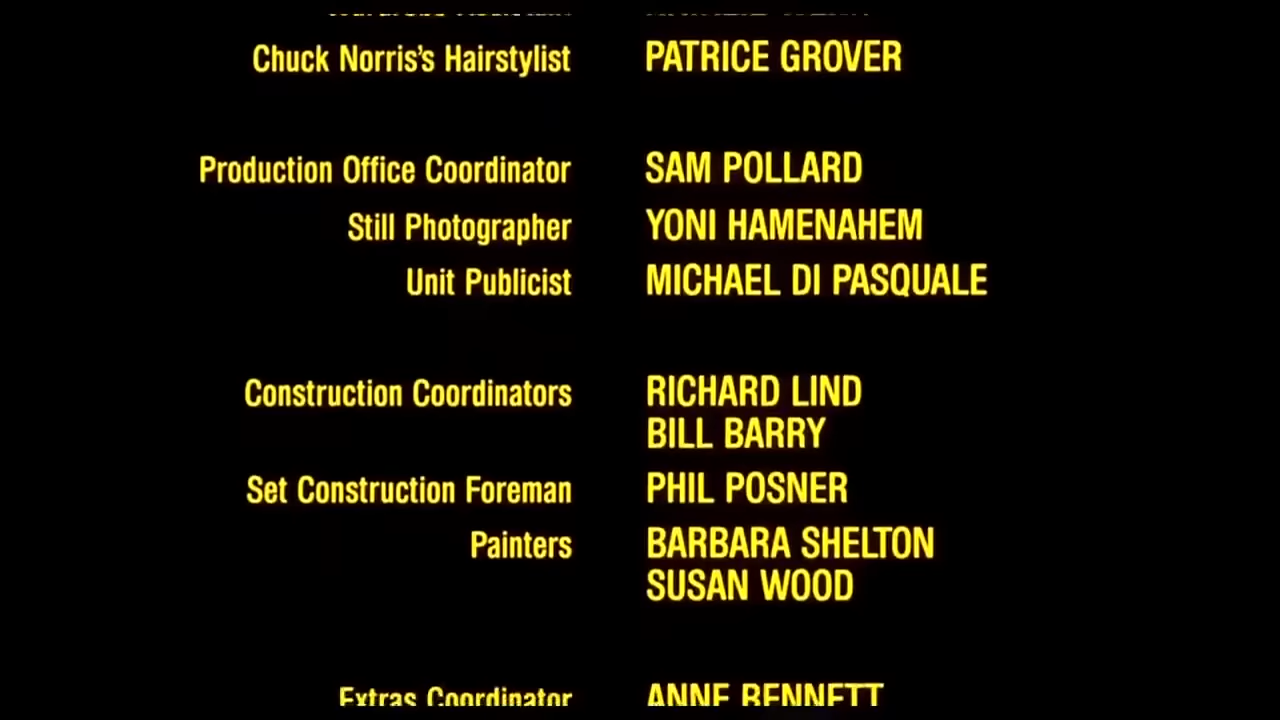 Chuck Norris's Hairstylist PATRICE GROVER
Production Office Coordinator SAM POLLARD
Still Photographer YONI HAMENAHEM
Unit Publicist MICHAEL DI PASQUALE
Construction Coordinators RICHARD LIND
BILL BARRY
Set Construction Foreman PHIL POSNER
Painters BARBARA SHELTON
SUSAN WOOD
Extras Coordinator ANNE BENNETT